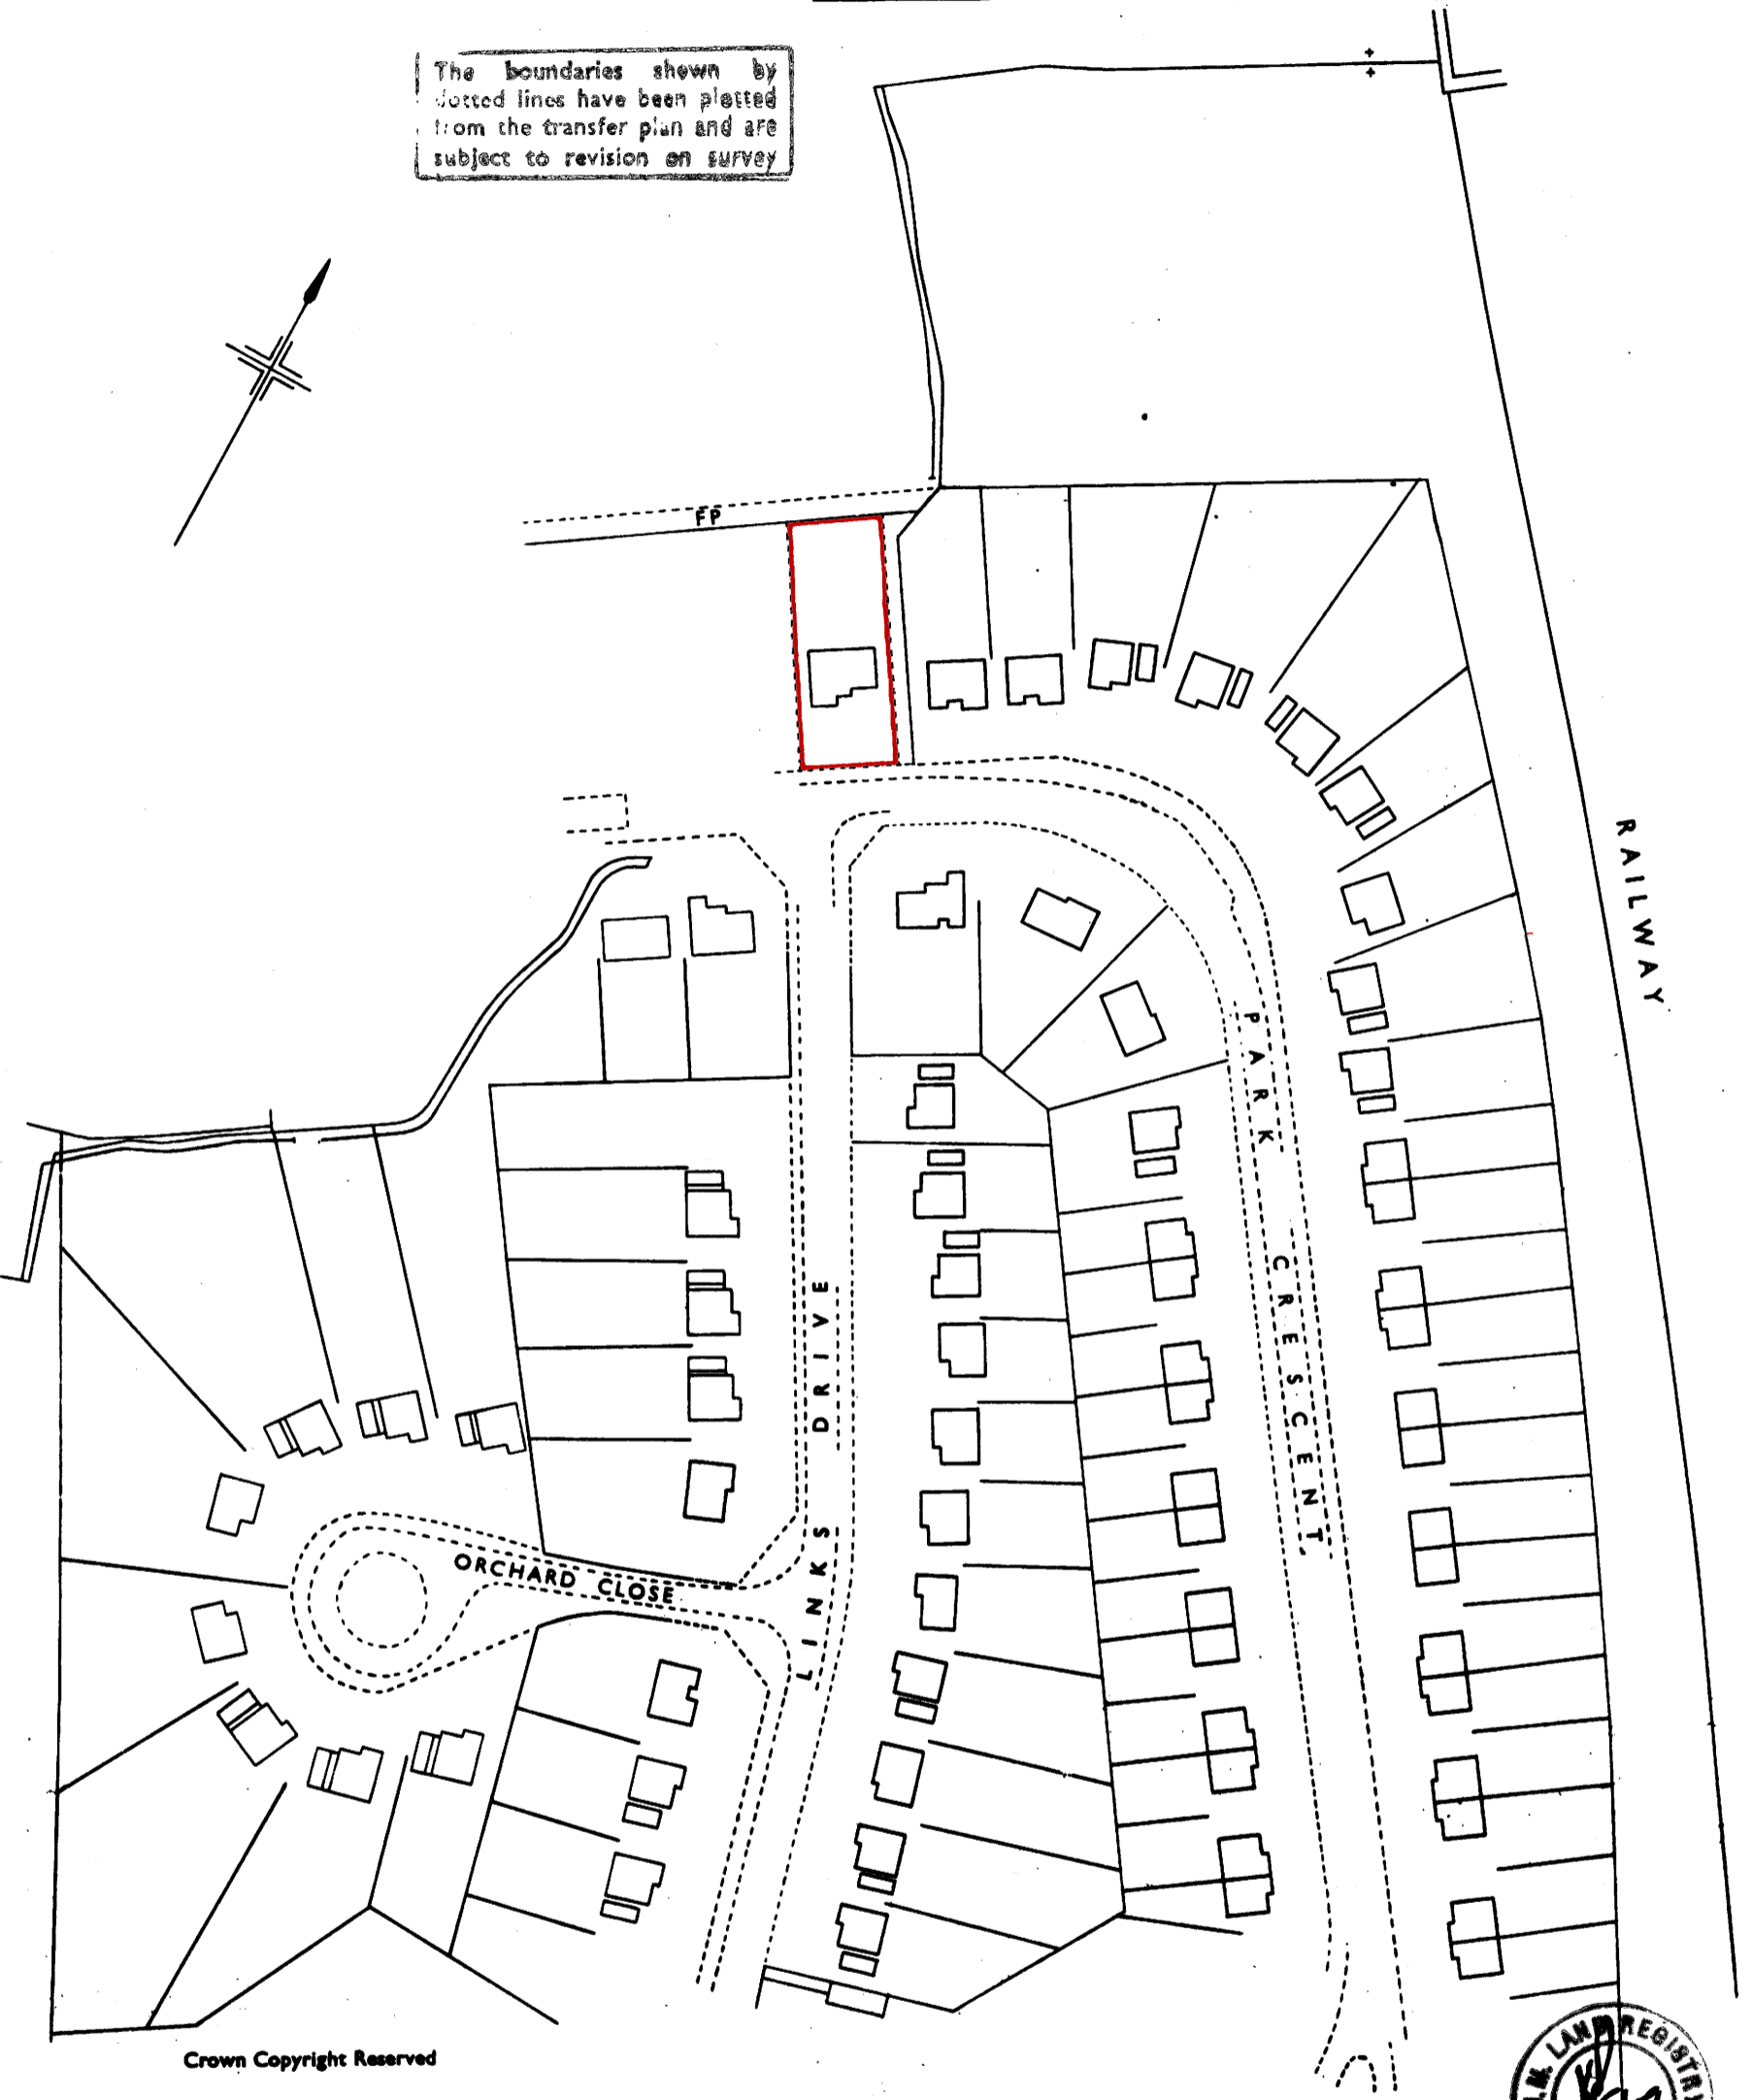 The boundaries shown by
dotted lines have been plotted
from the transfer plan and are
subject to revision on survey
FP
RAILWAY
PARK CRESCENT
LINKS DRIVE
ORCHARD CLOSE
Crown Copyright Reserved
H.M. LAND REGISTR